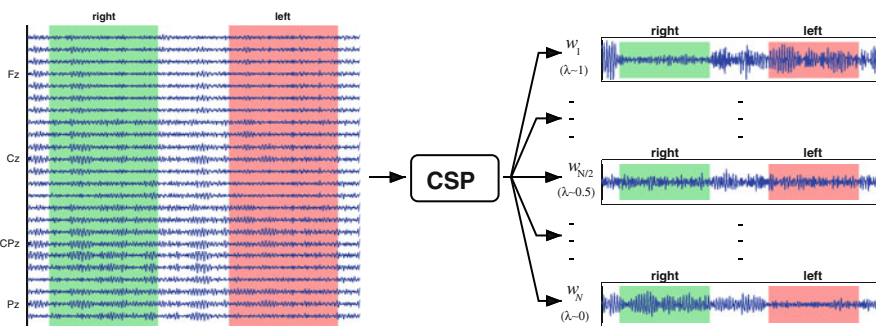 right left
Fz
Cz
CPz
Pz
CSP
w1
(λ~1)
right left
wN/2
(λ~0.5)
right left
wN
(λ~0)
right left